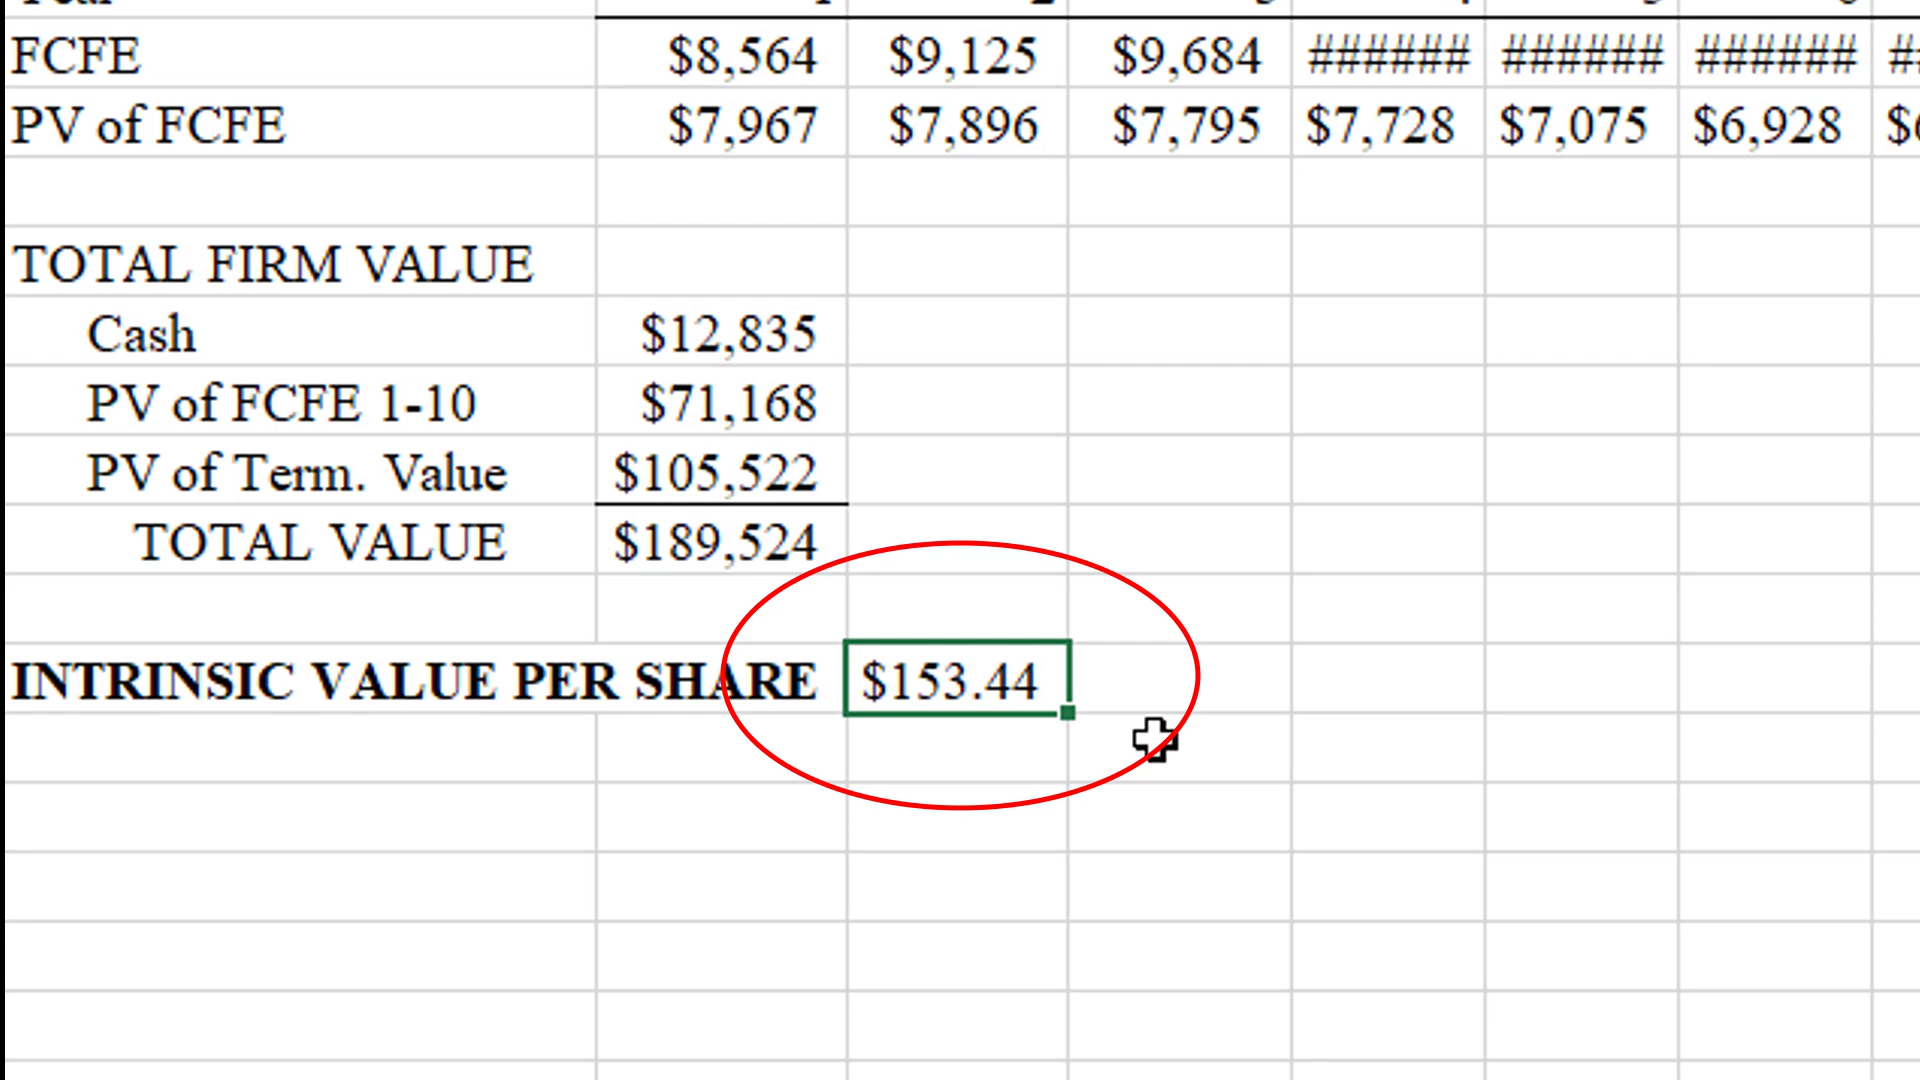 FCFE $8,564 $9,125 $9,684 ###### ###### ######
PV of FCFE $7,967 $7,896 $7,795 $7,728 $7,075 $6,928
TOTAL FIRM VALUE
Cash $12,835
PV of FCFE 1-10 $71,168
PV of Term. Value $105,522
TOTAL VALUE $189,524
INTRINSIC VALUE PER SHARE $153.44